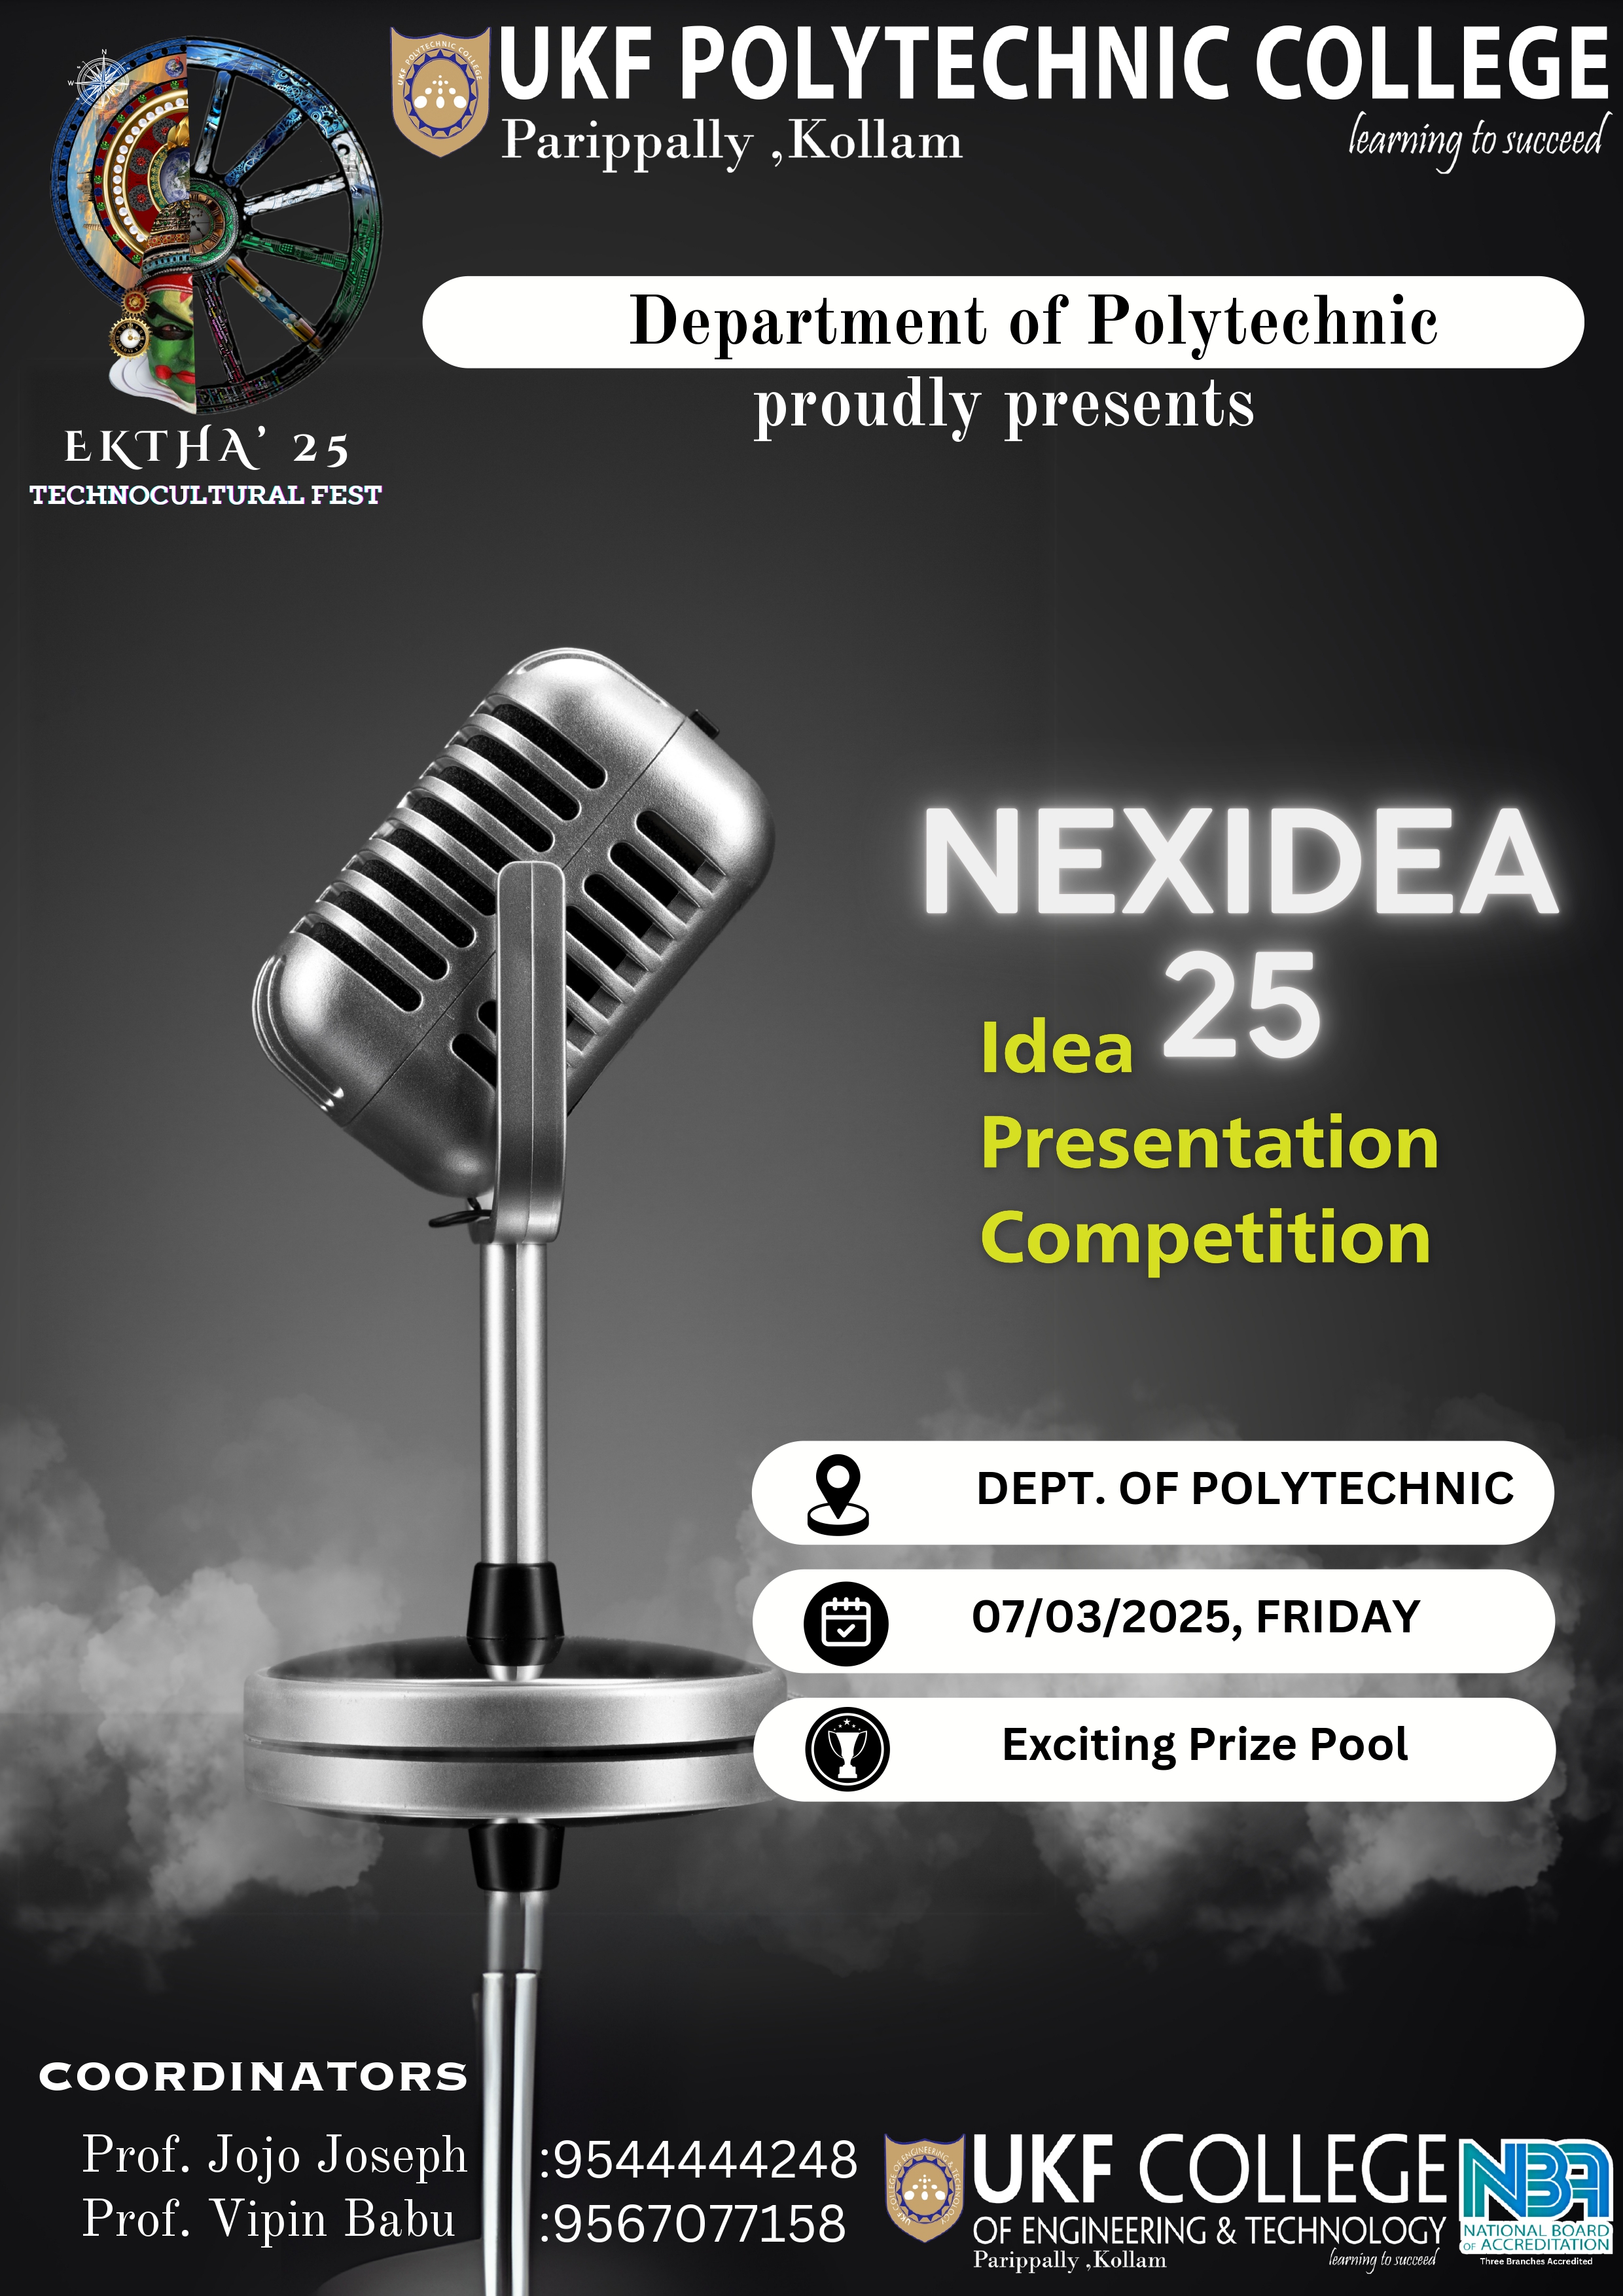 UKF POLYTECHNIC COLLEGE
Parippally ,Kollam
learning to succeed
UKF POLYTECHNIC COLLEGE
EKTHA' 25
TECHNOCULTURAL FEST
Department of Polytechnic
proudly presents
NEXIDEA
25
Idea
Presentation
Competition
DEPT. OF POLYTECHNIC
07/03/2025, FRIDAY
Exciting Prize Pool
COORDINATORS
Prof. Jojo Joseph :9544444248
Prof. Vipin Babu :9567077158
UKF COLLEGE
OF ENGINEERING & TECHNOLOGY
Parippally ,Kollam
learning to succeed
NBA
NATIONAL BOARD
OF ACCREDITATION
Three Branches Accredited